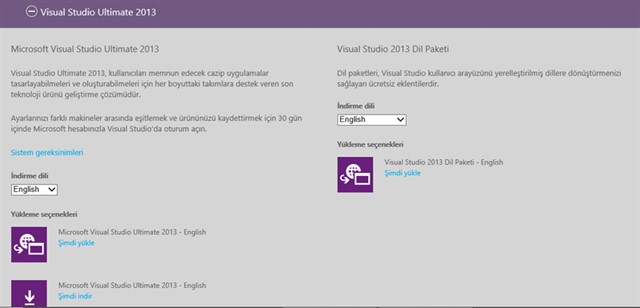 Visual Studio Ultimate 2013
Microsoft Visual Studio Ultimate 2013
Visual Studio Ultimate 2013, kullanıcıları memnun edecek cazip uygulamalar
tasarlayabilmeleri ve oluşturabilmeleri için her boyuttaki takımlara destek veren son
teknoloji ürünü geliştirme çözümüdür.
Ayarlarınızı farklı makineler arasında eşitlemek ve ürününüzü kaydettirmek için 30 gün
içinde Microsoft hesabınızla Visual Studio'da oturum açın.
Sistem gereksinimleri
İndirme dili
English
Yükleme seçenekleri
Microsoft Visual Studio Ultimate 2013 - English
Şimdi yükle
Microsoft Visual Studio Ultimate 2013 - English
Şimdi indir
Visual Studio 2013 Dil Paketi
Dil paketleri, Visual Studio kullanıcı arayüzünü yerelleştirilmiş dillere dönüştürmenizi
sağlayan ücretsiz eklentilerdir.
İndirme dili
English
Yükleme seçenekleri
Visual Studio 2013 Dil Paketi - English
Şimdi yükle